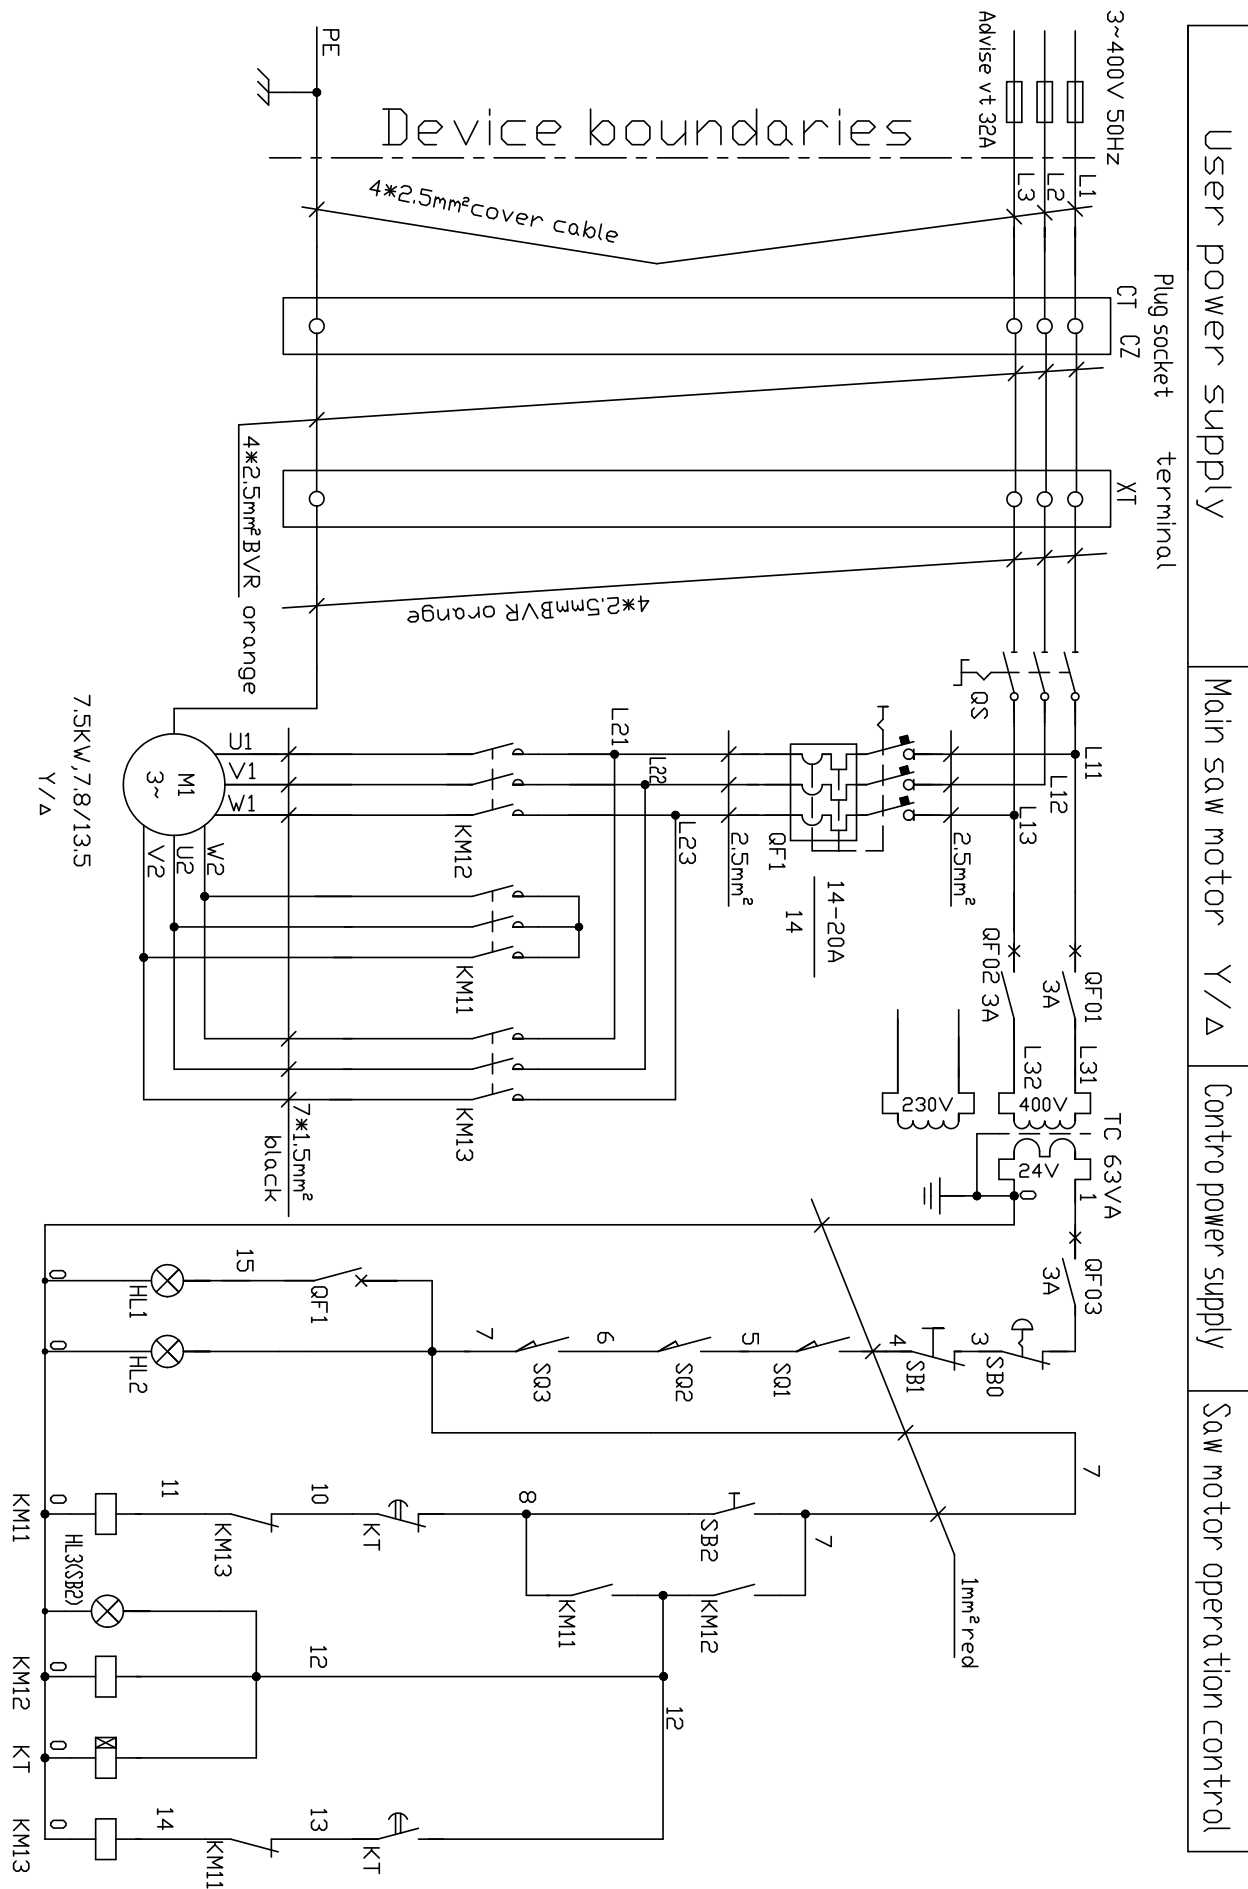 User power supply
Main saw motor Y/Δ
Contro power supply
Saw motor operation control
3~400V 50Hz
Advise vt 32A
PE
Device boundaries
L1
L2
L3
4*2.5mm²cover cable
Plug socket
CT CZ
terminal
XT
4*2.5mm²BVR orange
4*2.5mmBVR orange
QS
L11
L12
L13
2.5mm²
QF1
14-20A
14
2.5mm²
L21
L22
L23
KM12
KM11
KM13
U1
V1
W1
M1
3~
W2
U2
V2
7.5KW,7.8/13.5
Y/Δ
7*1.5mm²
black
QF01
3A
QF02 3A
L31
L32
230V
400V
TC 63VA
24V
1
0
QF03
3A
SB0
3
SB1
4
SQ1
5
SQ2
6
SQ3
7
QF1
15
HL1
0
HL2
0
7
1mm²red
7
SB2
KM12
8
KM11
KT
10
KM13
11
0
KM11
HL3(SB2)
12
12
0
KM12
0
KT
KT
13
KM11
14
0
KM13